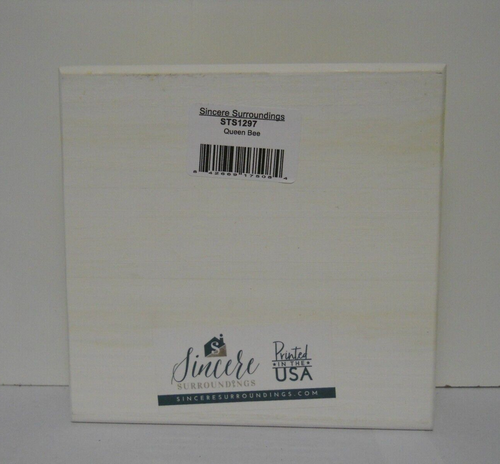 Sincere Surroundings
STS1297
Queen Bee
S
Sincere
SURROUNDINGS
Printed
IN THE
USA
SINCERESURROUNDINGS.COM